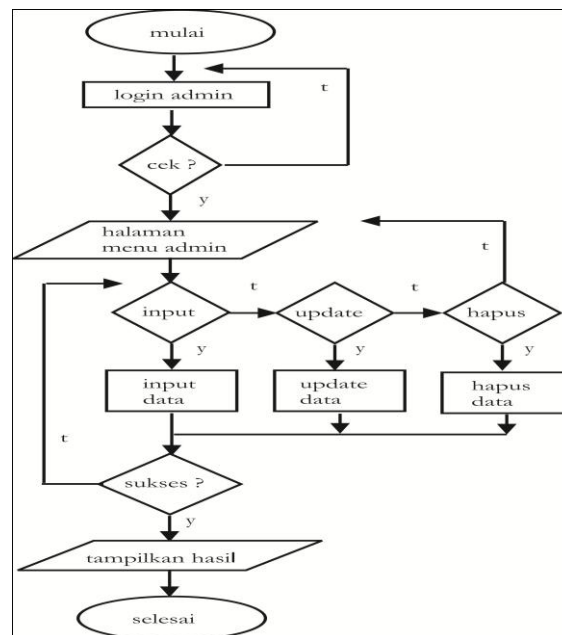 mulai
login admin
t
cek ?
y
halaman
menu admin
t
input
t
update
t
hapus
y
y
y
input
data
update
data
hapus
data
t
sukses ?
y
tampilkan hasil
selesai